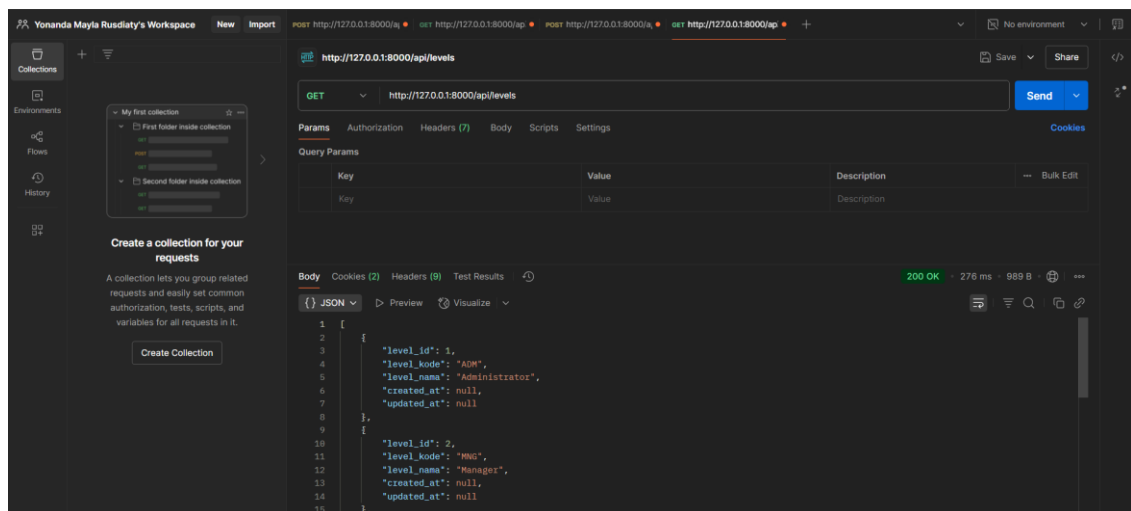 Yonanda Mayla Rusdiaty's Workspace New Import POST http://127.0.0.1:8000/a GET http://127.0.0.1:8000/ap POST http://127.0.0.1:8000/a GET http://127.0.0.1:8000/ap No environment
Collections
Environments
Flows
History
My first collection
First folder inside collection
GET
POST
GET
Second folder inside collection
GET
GET
Create a collection for your
requests
A collection lets you group related
requests and easily set common
authorization, tests, scripts, and
variables for all requests in it.
Create Collection
HTTP http://127.0.0.1:8000/api/levels Save Share
GET http://127.0.0.1:8000/api/levels Send
Params Authorization Headers (7) Body Scripts Settings Cookies
Query Params
Key Value Description Bulk Edit
Key Value Description
Body Cookies (2) Headers (9) Test Results 200 OK 276 ms 989 B
{} JSON Preview Visualize
1 [
2 {
3 "level_id": 1,
4 "level_kode": "ADM",
5 "level_nama": "Administrator",
6 "created_at": null,
7 "updated_at": null
8 },
9 {
10 "level_id": 2,
11 "level_kode": "MNG",
12 "level_nama": "Manager",
13 "created_at": null,
14 "updated_at": null
15 }